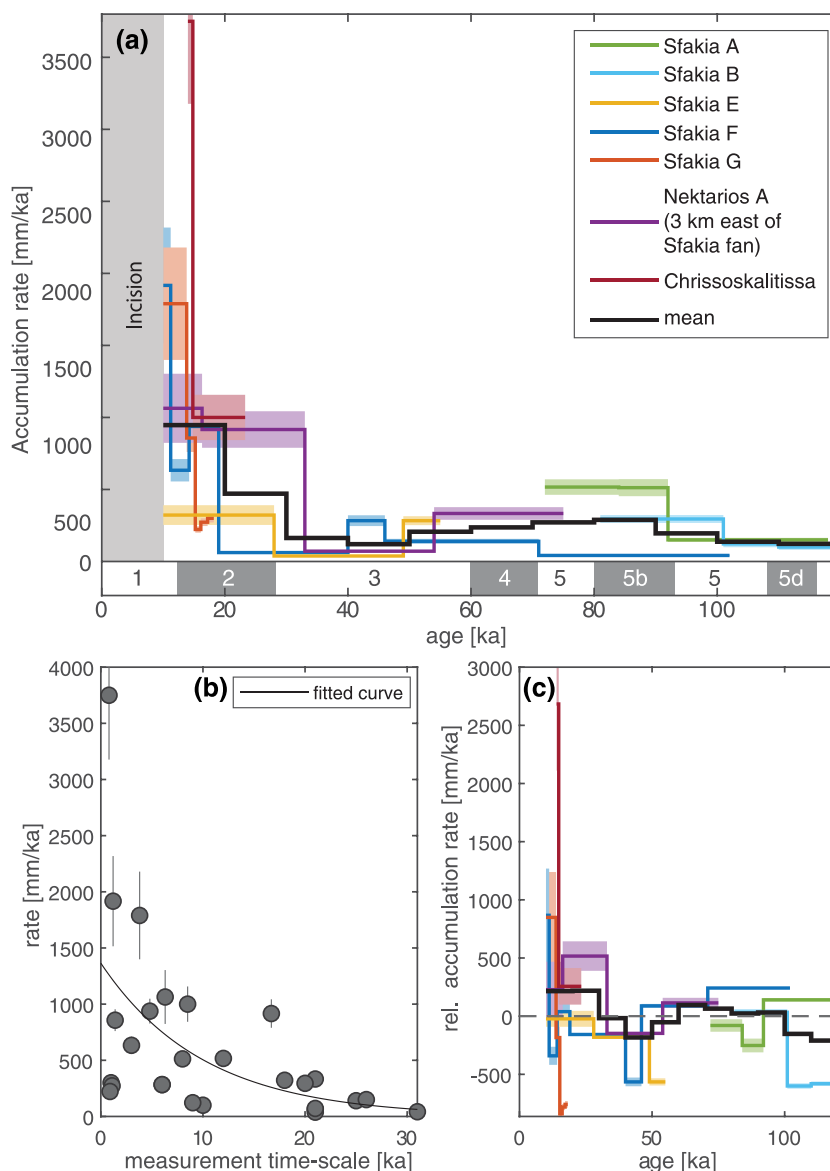 (a)
3500
3000
2500
2000
1500
1000
500
0
Accumulation rate [mm/ka]
Incision
Sfakia A
Sfakia B
Sfakia E
Sfakia F
Sfakia G
Nektarios A
(3 km east of
Sfakia fan)
Chrissoskalitissa
mean
1 2 3 4 5 5b 5 5d
0 20 40 60 80 100
age [ka]
(b)
fitted curve
4000
3500
3000
2500
2000
1500
1000
500
0
rate [mm/ka]
0 10 20 30
measurement time-scale [ka]
(c)
3000
2500
2000
1500
1000
500
0
-500
rel. accumulation rate [mm/ka]
0 50 100
age [ka]